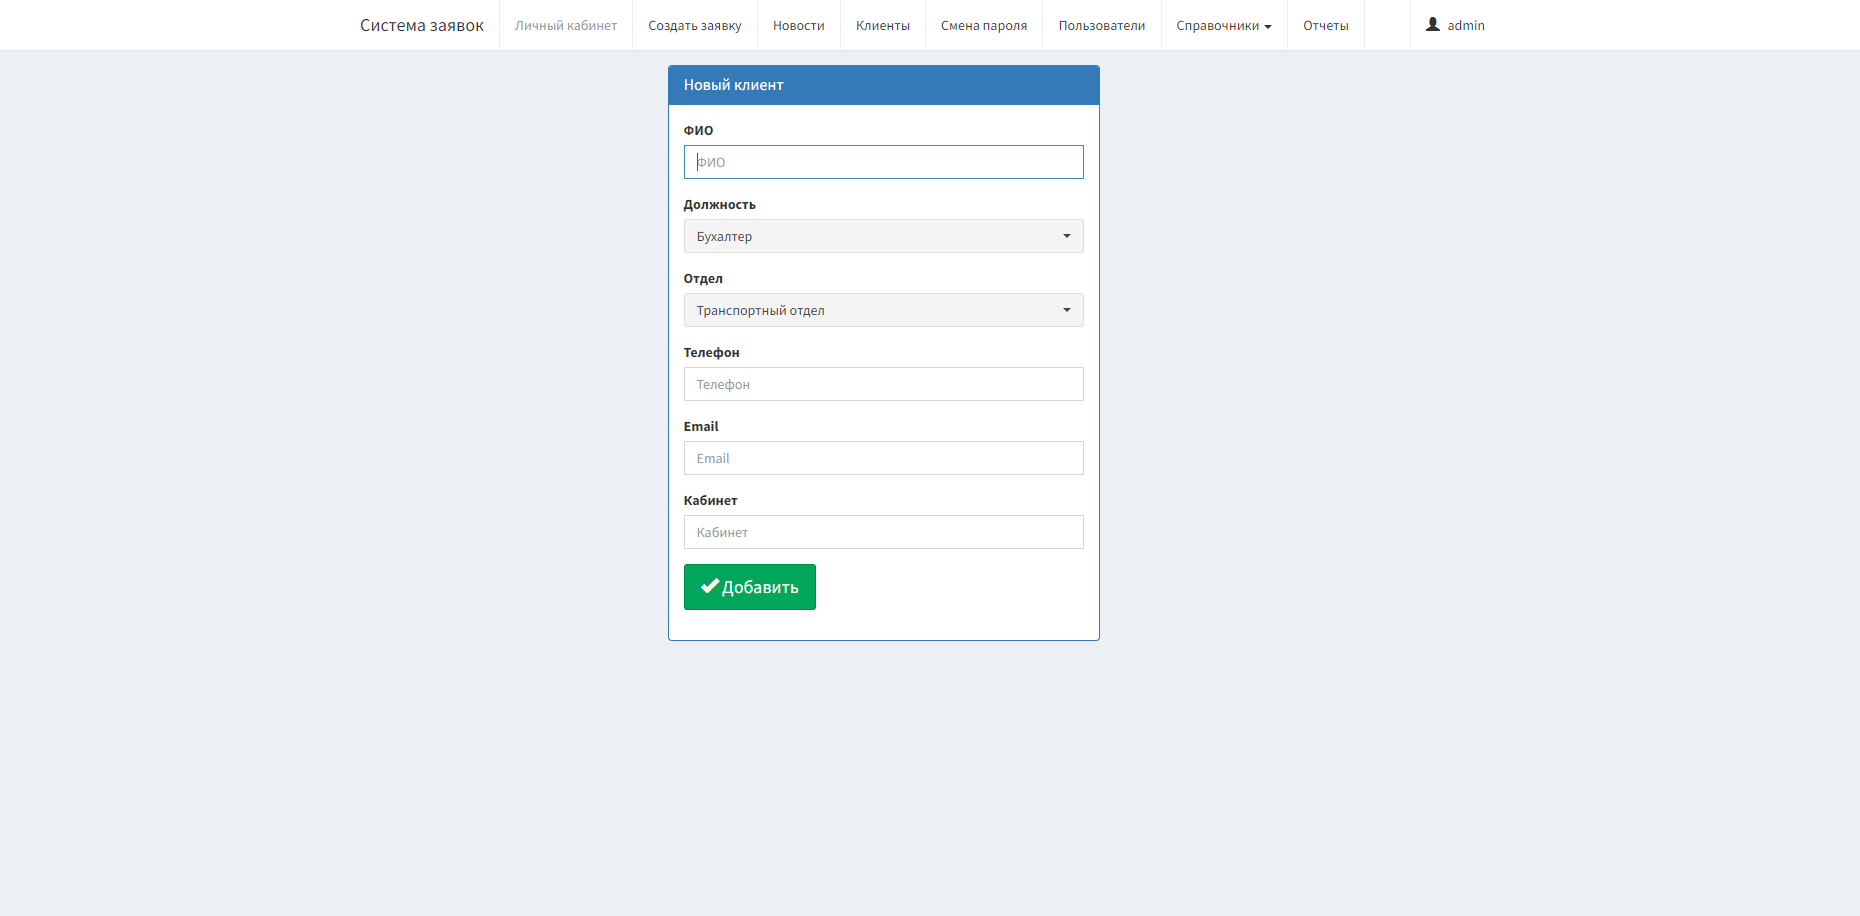 Система заявок Личный кабинет Создать заявку Новости Клиенты Смена пароля Пользователи Справочники Отчеты admin
Новый клиент
ФИО
ФИО
Должность
Бухалтер
Отдел
Транспортный отдел
Телефон
Телефон
Email
Email
Кабинет
Кабинет
Добавить